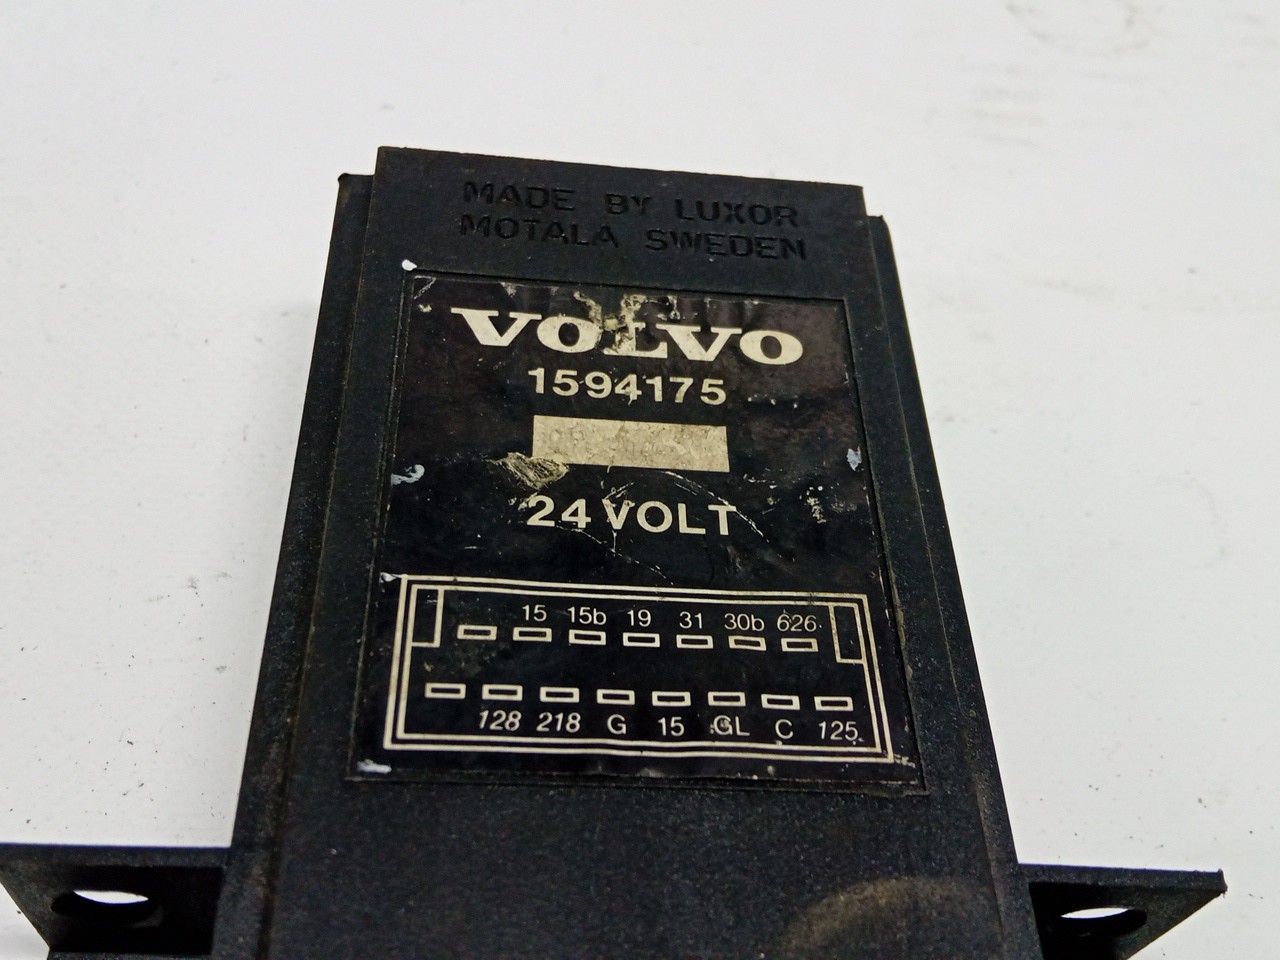 MADE BY LUXOR
MOTALA SWEDEN
VOLVO
1594175
24 VOLT
15 15b 19 31 30b 626
128 218 G 15 GL C 125